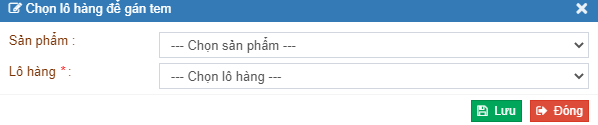 Chọn lô hàng để gán tem
Sản phẩm :
--- Chọn sản phẩm ---
Lô hàng * :
--- Chọn lô hàng ---
Lưu
Đóng